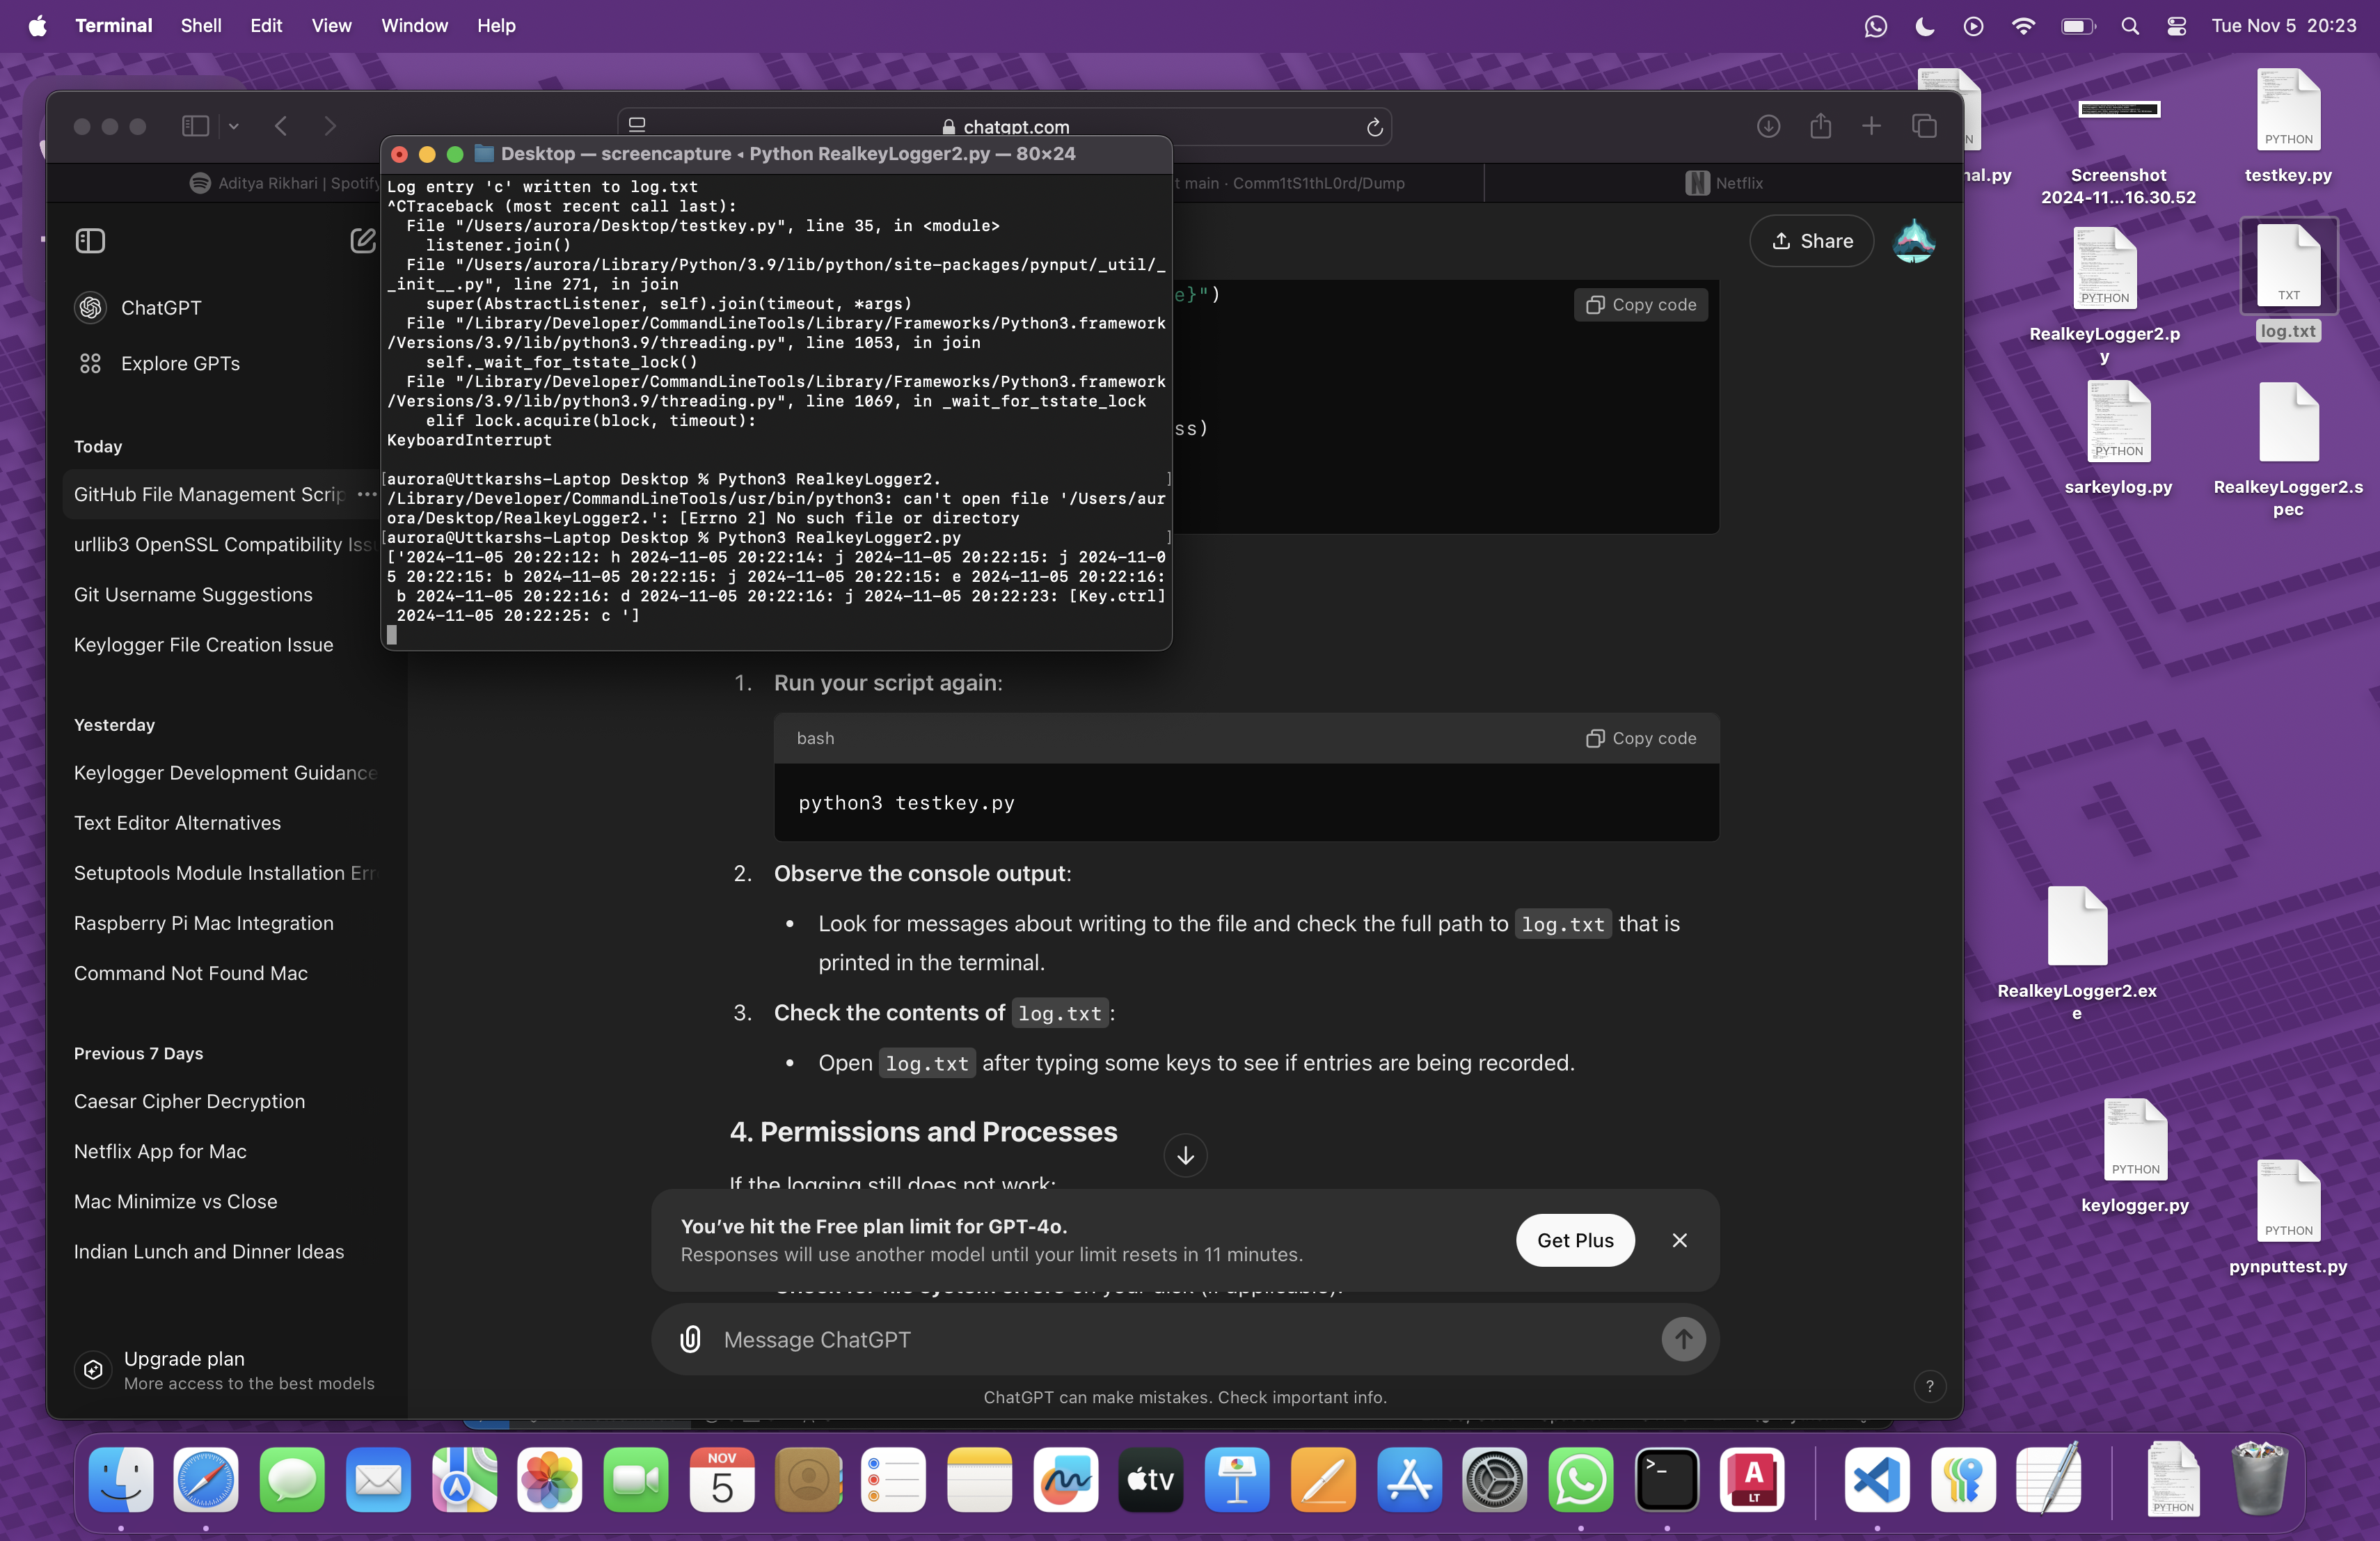 Terminal Shell Edit View Window Help Tue Nov 5 20:23
chatgpt.com
Aditya Rikhari | Spotify
t main · Comm1tS1thL0rd/Dump
Netflix
Desktop — screencapture ◂ Python RealkeyLogger2.py — 80×24
Log entry 'c' written to log.txt
^CTraceback (most recent call last):
  File "/Users/aurora/Desktop/testkey.py", line 35, in <module>
    listener.join()
  File "/Users/aurora/Library/Python/3.9/lib/python/site-packages/pynput/_util/_
_init__.py", line 271, in join
    super(AbstractListener, self).join(timeout, *args)
  File "/Library/Developer/CommandLineTools/Library/Frameworks/Python3.framework
/Versions/3.9/lib/python3.9/threading.py", line 1053, in join
    self._wait_for_tstate_lock()
  File "/Library/Developer/CommandLineTools/Library/Frameworks/Python3.framework
/Versions/3.9/lib/python3.9/threading.py", line 1069, in _wait_for_tstate_lock
    elif lock.acquire(block, timeout):
KeyboardInterrupt
[aurora@Uttkarshs-Laptop Desktop % Python3 RealkeyLogger2. ]
/Library/Developer/CommandLineTools/usr/bin/python3: can't open file '/Users/aur
ora/Desktop/RealkeyLogger2.': [Errno 2] No such file or directory
[aurora@Uttkarshs-Laptop Desktop % Python3 RealkeyLogger2.py ]
['2024-11-05 20:22:12: h 2024-11-05 20:22:14: j 2024-11-05 20:22:15: j 2024-11-0
5 20:22:15: b 2024-11-05 20:22:15: j 2024-11-05 20:22:15: e 2024-11-05 20:22:16:
 b 2024-11-05 20:22:16: d 2024-11-05 20:22:16: j 2024-11-05 20:22:23: [Key.ctrl]
 2024-11-05 20:22:25: c ']
ChatGPT
Explore GPTs
Today
GitHub File Management Scrip
urllib3 OpenSSL Compatibility Issu
Git Username Suggestions
Keylogger File Creation Issue
Yesterday
Keylogger Development Guidance
Text Editor Alternatives
Setuptools Module Installation Err
Raspberry Pi Mac Integration
Command Not Found Mac
Previous 7 Days
Caesar Cipher Decryption
Netflix App for Mac
Mac Minimize vs Close
Indian Lunch and Dinner Ideas
Upgrade plan
More access to the best models
Share
e}")
Copy code
ss)
1. Run your script again:
bash
Copy code
python3 testkey.py
2. Observe the console output:
• Look for messages about writing to the file and check the full path to log.txt that is
printed in the terminal.
3. Check the contents of log.txt:
• Open log.txt after typing some keys to see if entries are being recorded.
4. Permissions and Processes
If the logging still does not work:
You've hit the Free plan limit for GPT-4o.
Responses will use another model until your limit resets in 11 minutes.
Get Plus
Message ChatGPT
ChatGPT can make mistakes. Check important info.
?
N
nal.py
Screenshot
2024-11...16.30.52
PYTHON
testkey.py
PYTHON
RealkeyLogger2.p
y
TXT
log.txt
PYTHON
sarkeylog.py
RealkeyLogger2.s
pec
RealkeyLogger2.ex
e
PYTHON
keylogger.py
PYTHON
pynputtest.py
NOV
5
tv
>_
A
LT
PYTHON